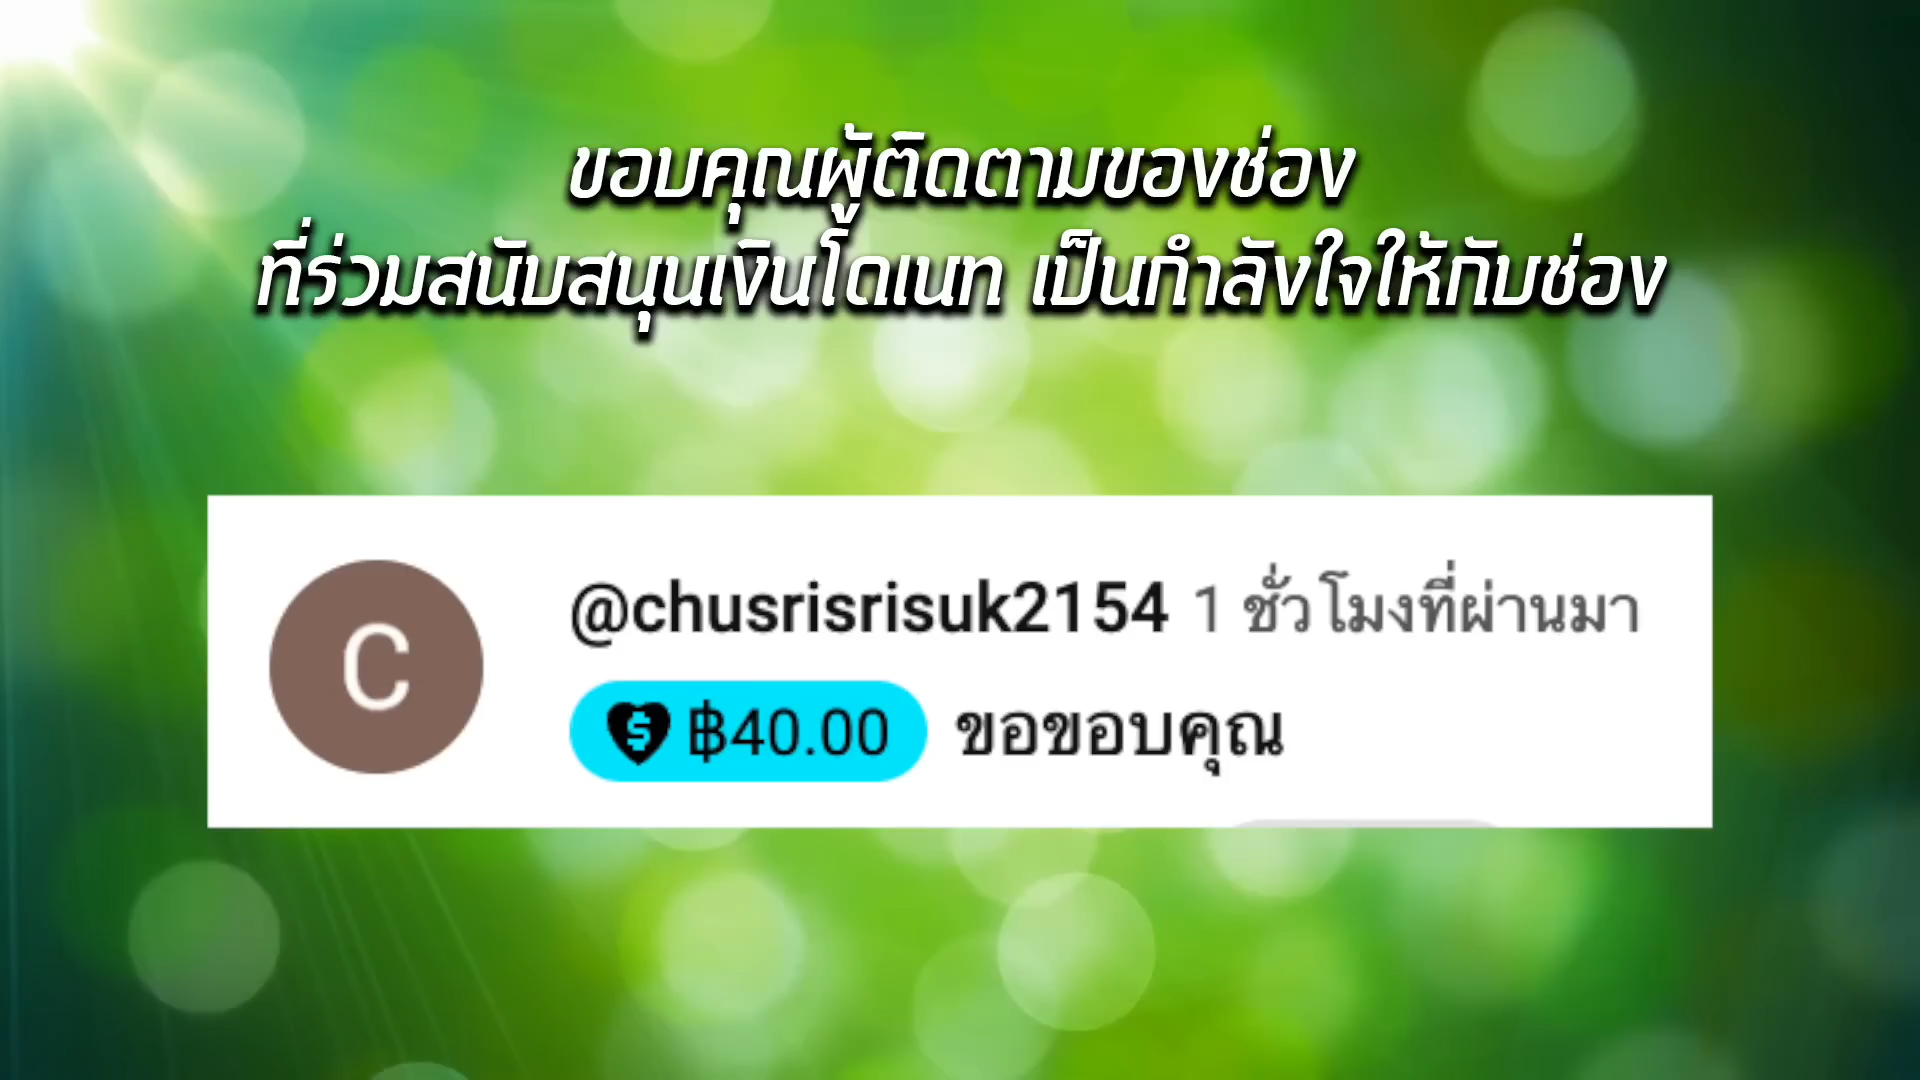 ขอบคุณผู้ติดตามของช่อง
ที่ร่วมสนับสนุนเงินโดเนท เป็นกำลังใจให้กับช่อง
C
@chusrisrisuk2154 1 ชั่วโมงที่ผ่านมา
฿40.00 ขอขอบคุณ